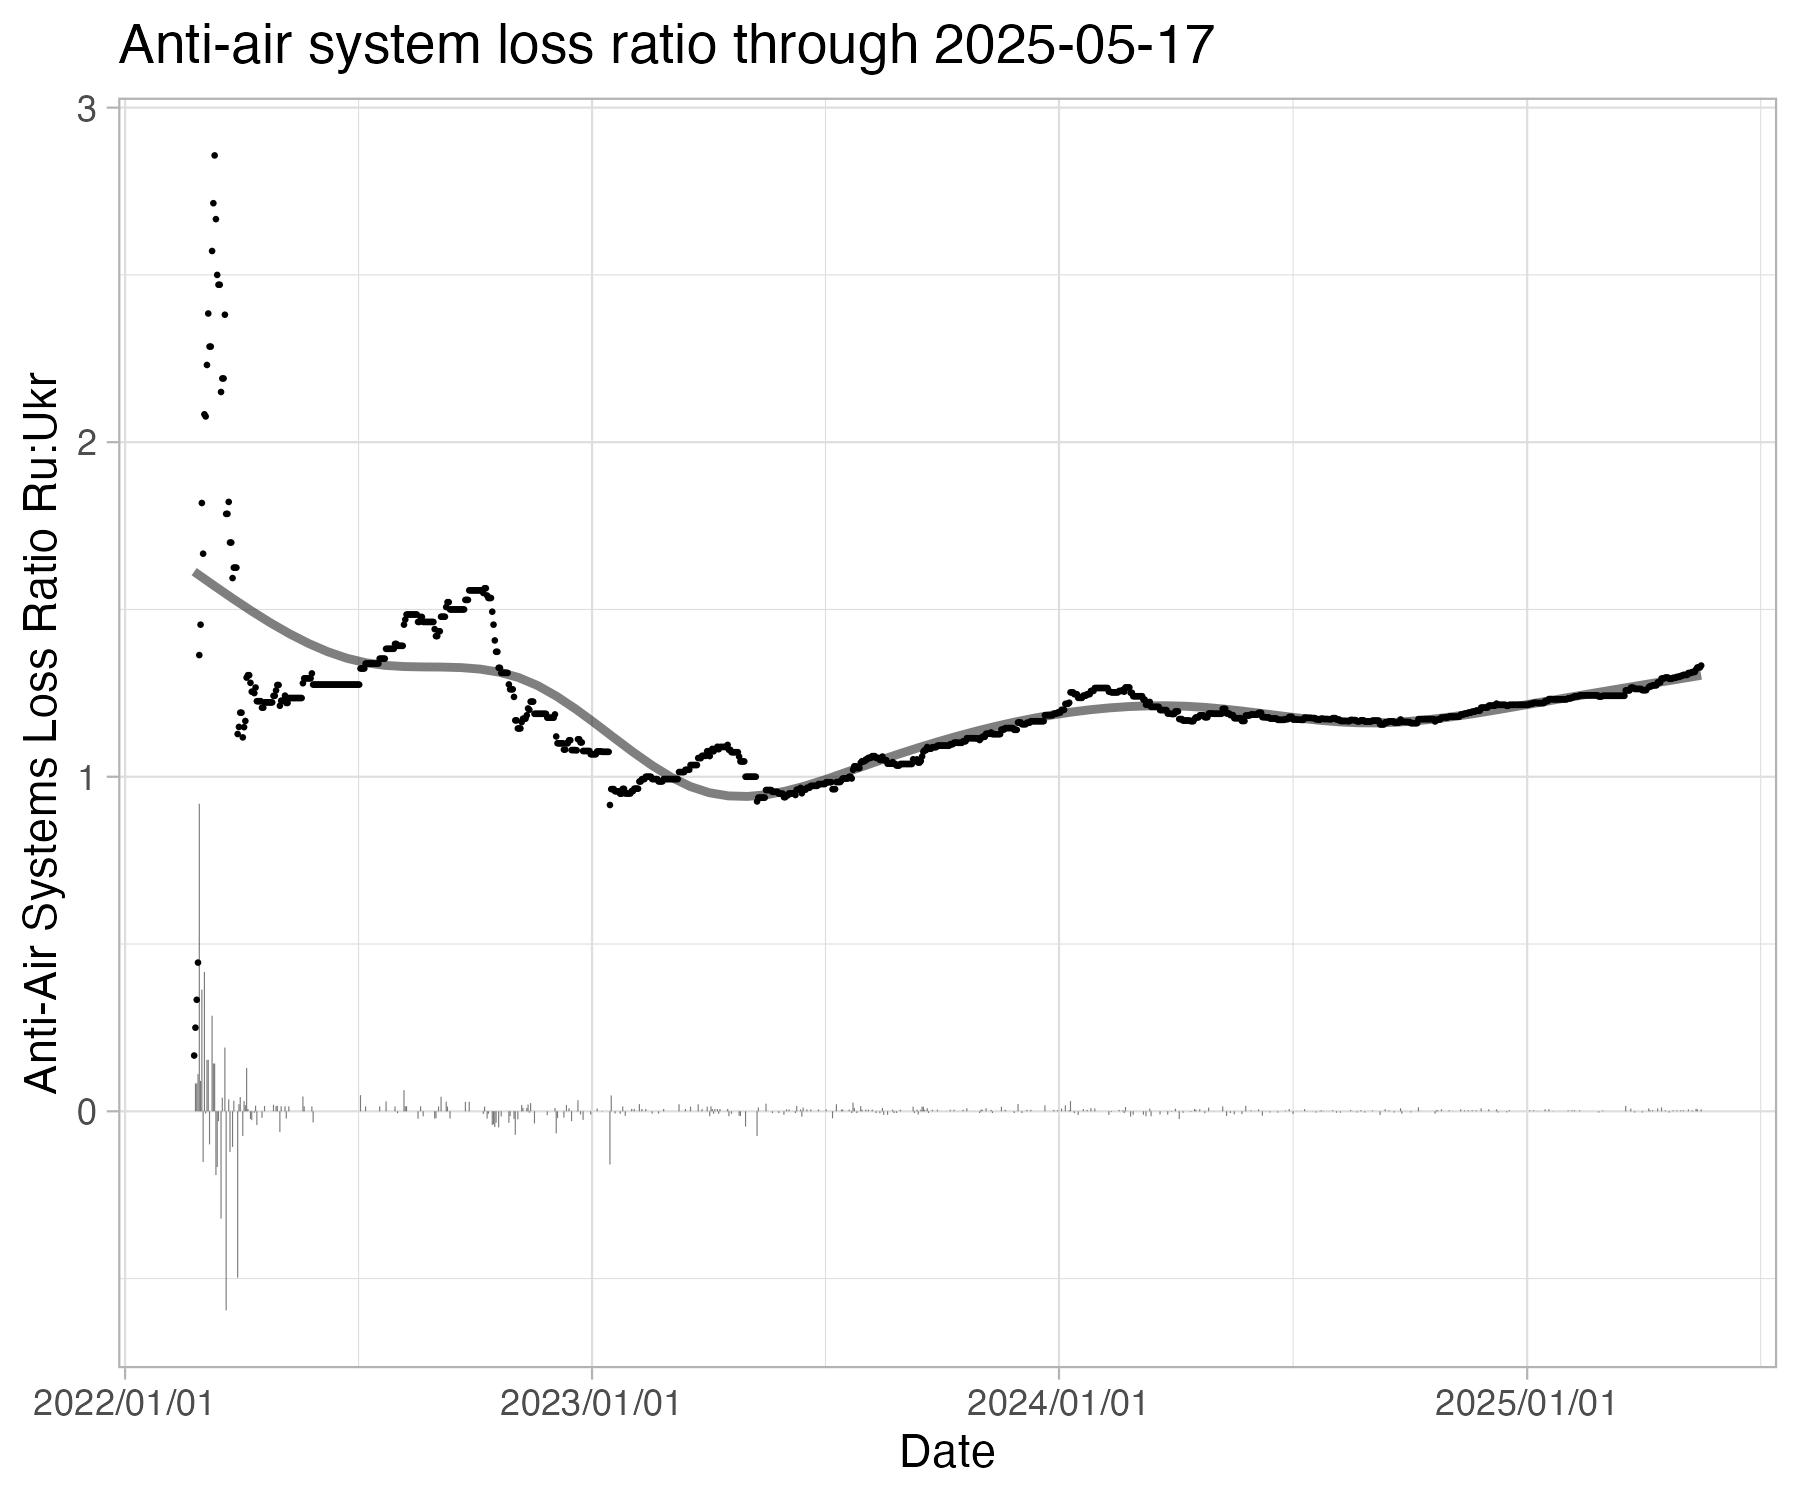 Anti-air system loss ratio through 2025-05-17
Anti-Air Systems Loss Ratio Ru:Ukr
3
2
1
0
2022/01/01
2023/01/01
2024/01/01
2025/01/01
Date